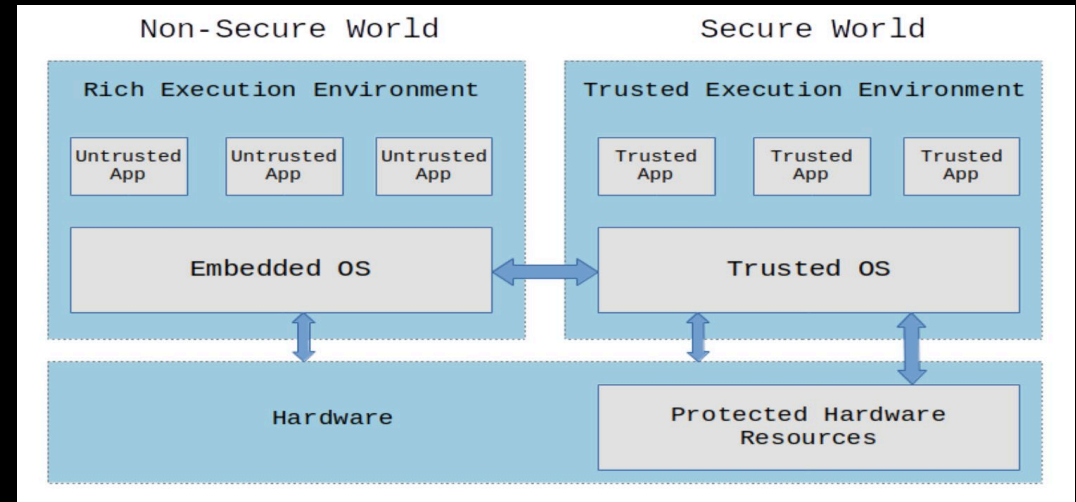 Non-Secure World
Secure World
Rich Execution Environment
Trusted Execution Environment
Untrusted
App
Untrusted
App
Untrusted
App
Trusted
App
Trusted
App
Trusted
App
Embedded OS
Trusted OS
Hardware
Protected Hardware
Resources